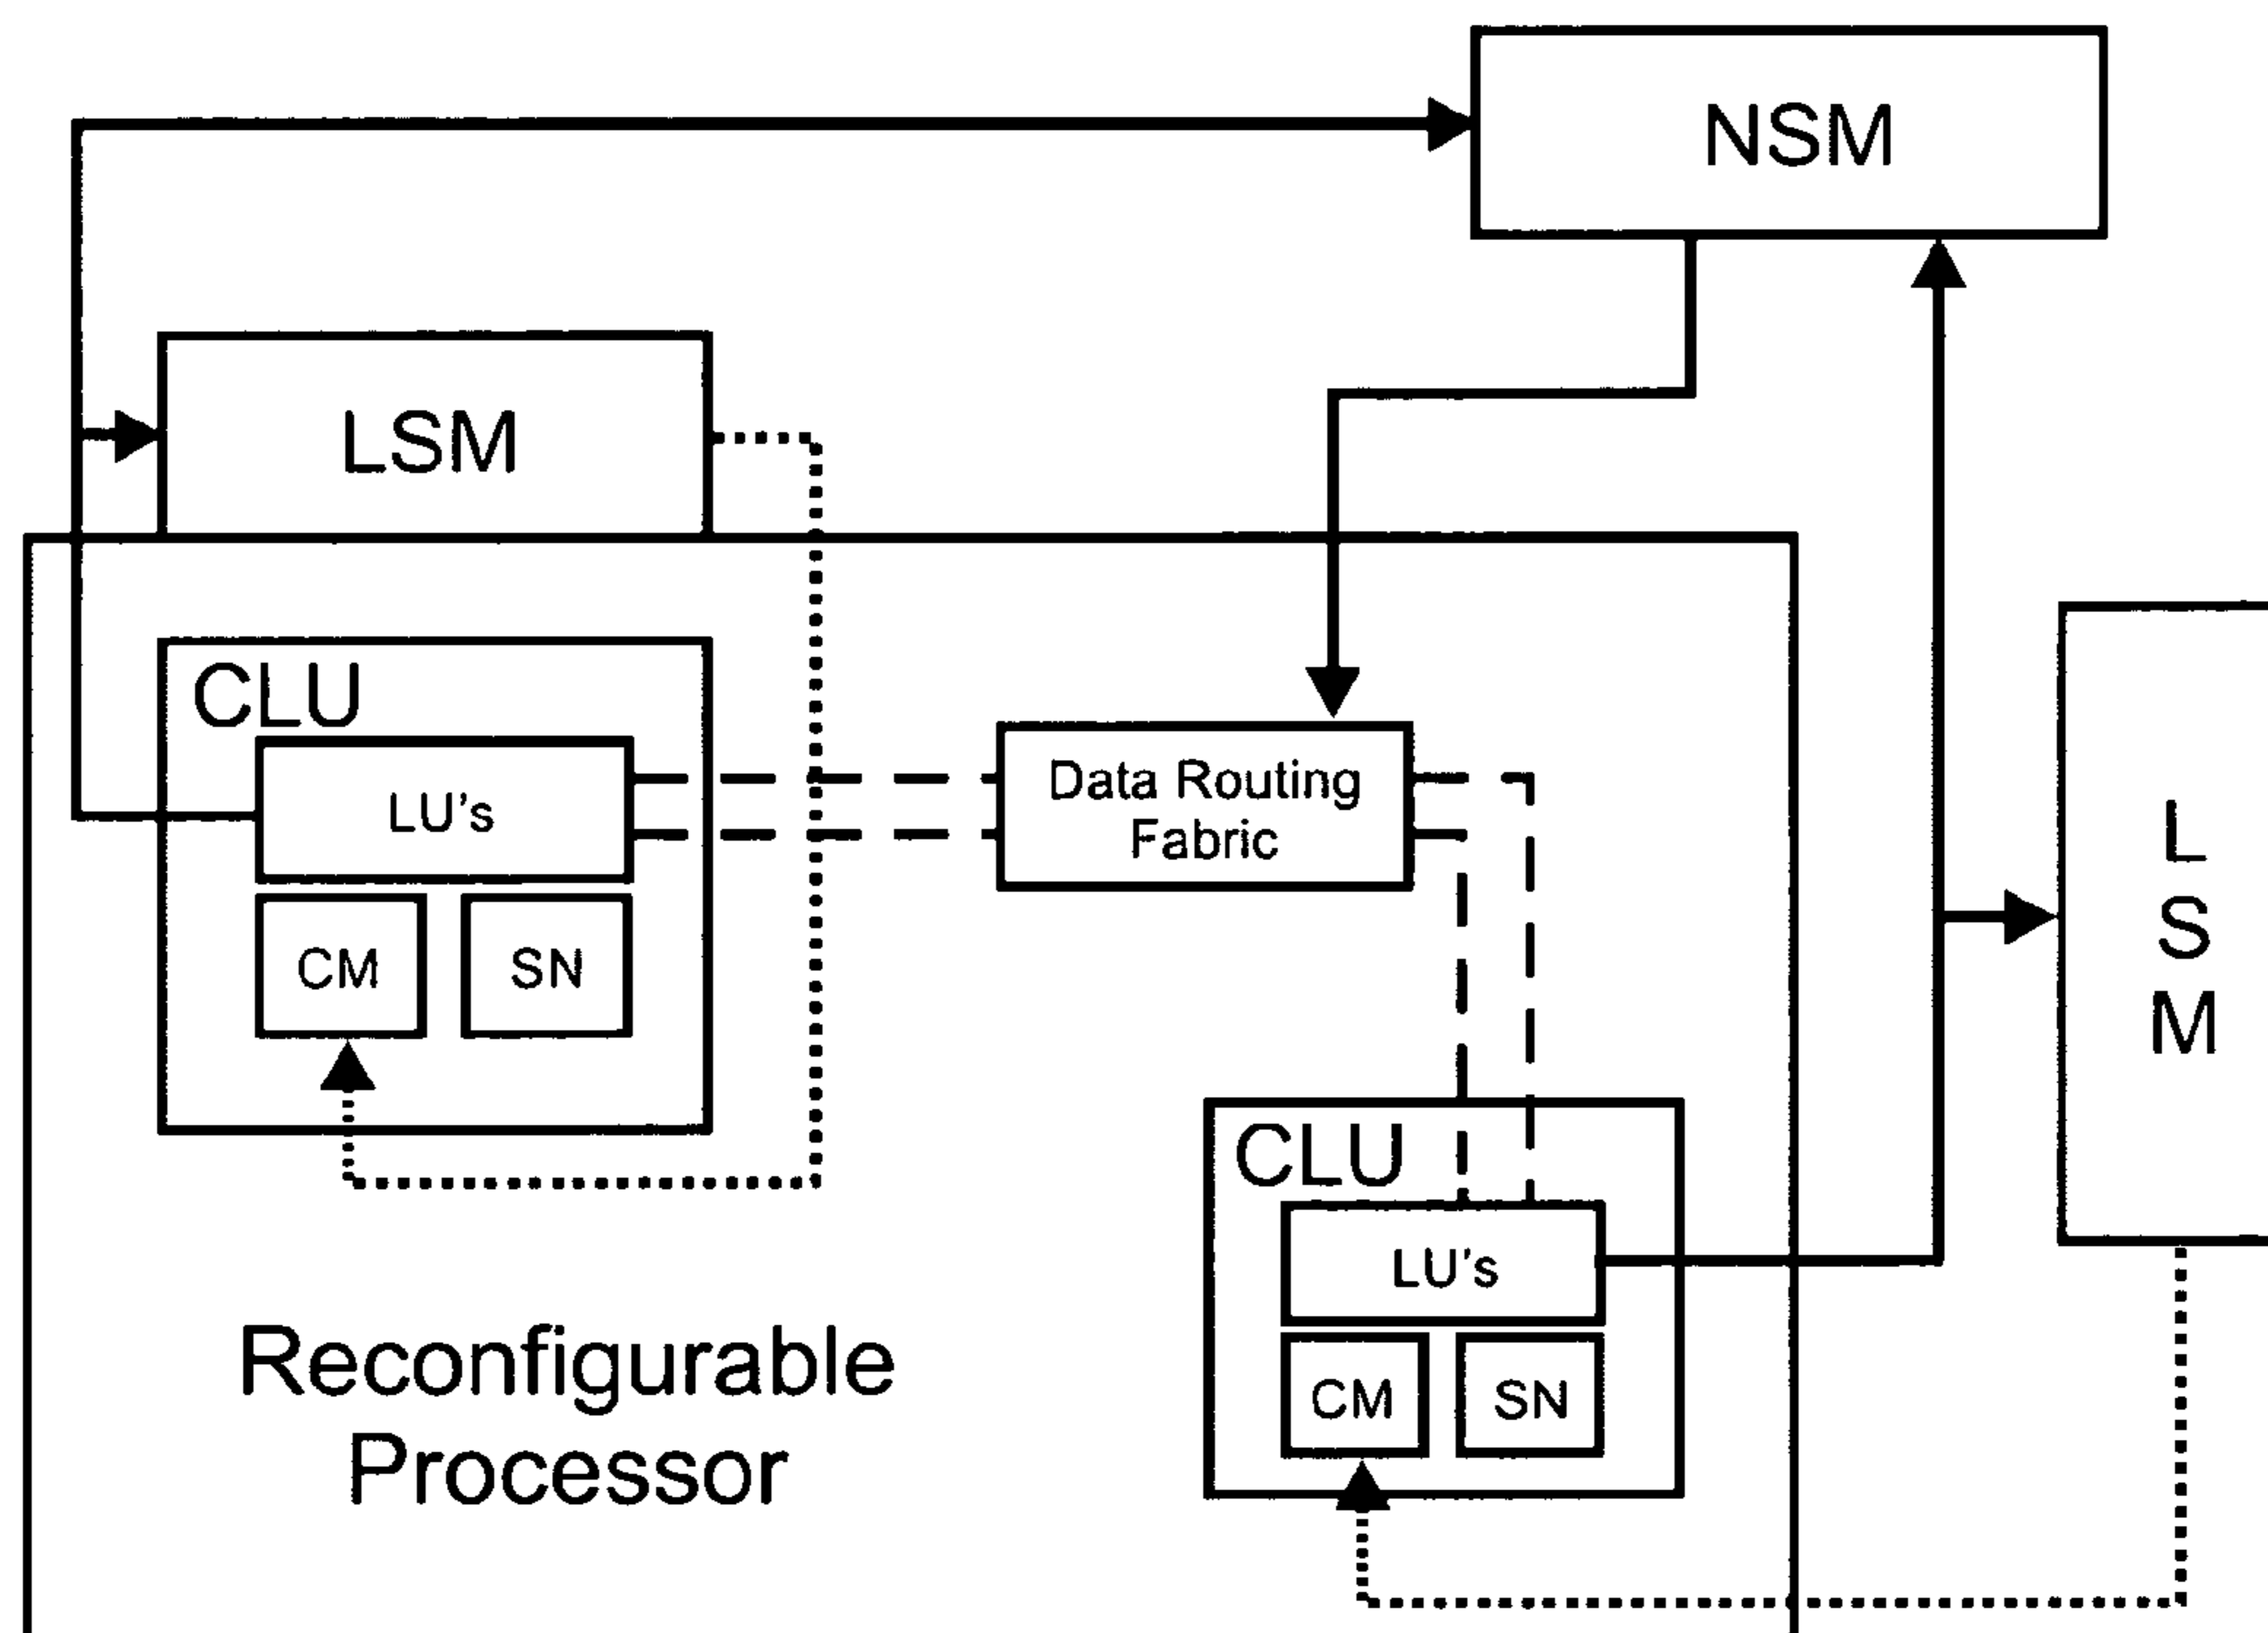 NSM
LSM
CLU
LU's
CM
SN
Data Routing
Fabric
L
S
M
CLU
LU's
CM
SN
Reconfigurable
Processor